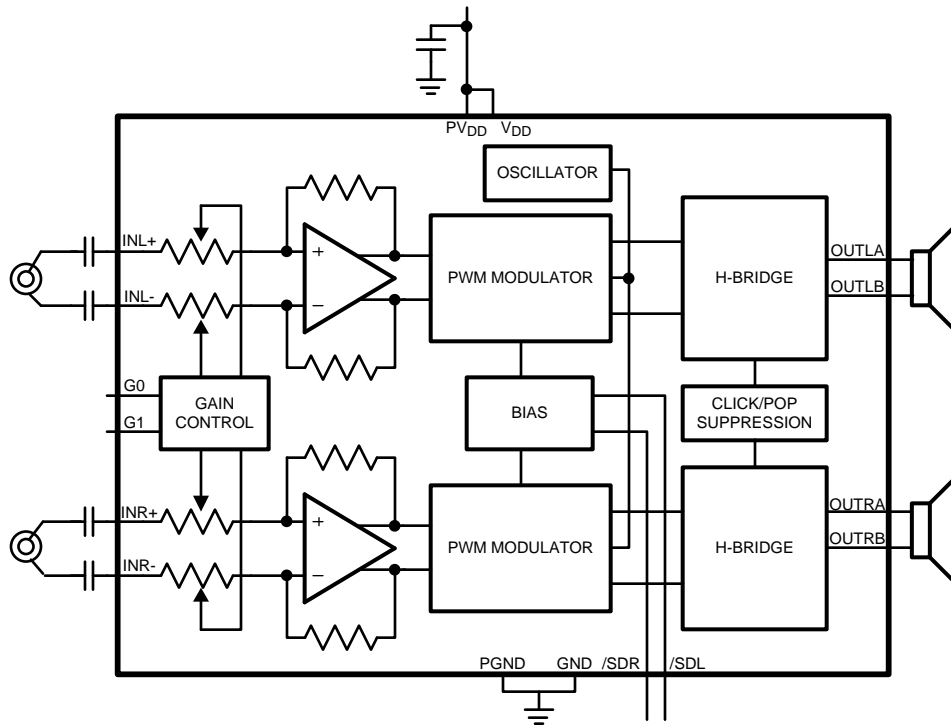 PVDD VDD
OSCILLATOR
INL+
+
PWM MODULATOR
H-BRIDGE
OUTLA
INL-
−
OUTLB
G0
GAIN
CONTROL
G1
BIAS
CLICK/POP
SUPPRESSION
INR+
+
PWM MODULATOR
H-BRIDGE
OUTRA
INR-
−
OUTRB
PGND GND /SDR /SDL